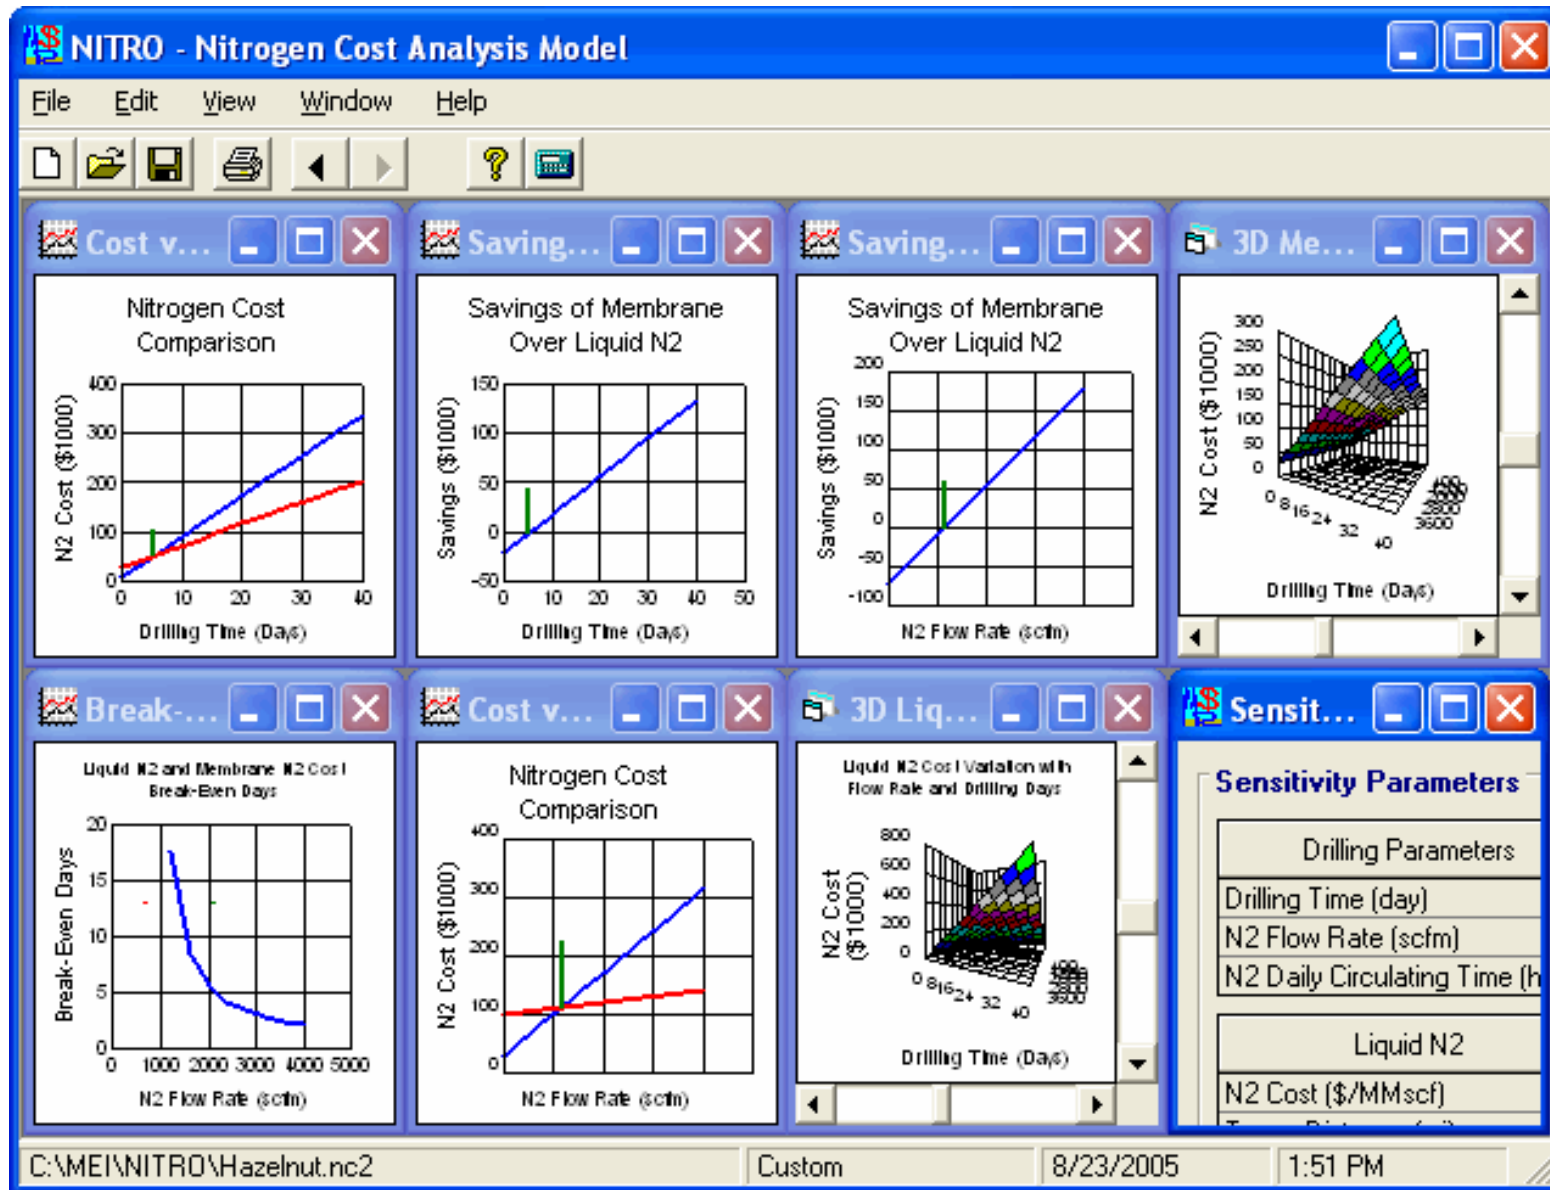 NITRO - Nitrogen Cost Analysis Model
File Edit View Window Help
Cost v...
Nitrogen Cost
Comparison
N2 Cost ($1000)
400
300
200
100
0
0 10 20 30 40
Drilling Time (Days)
Saving...
Savings of Membrane
Over Liquid N2
Savings ($1000)
150
100
50
0
-50
0 10 20 30 40 50
Drilling Time (Days)
Saving...
Savings of Membrane
Over Liquid N2
Savings ($1000)
200
150
100
50
0
-50
-100
N2 Flow Rate (scfm)
3D Me...
N2 Cost ($1000)
300
250
200
150
100
50
0
0 8 16 24 32 40
2800
3600
Drilling Time (Days)
Break-...
Liquid N2 and Membrane N2 Cost
Break-Even Days
Break-Even Days
20
15
10
5
0
0 1000 2000 3000 4000 5000
N2 Flow Rate (scfm)
Cost v...
Nitrogen Cost
Comparison
N2 Cost ($1000)
400
300
200
100
0
N2 Flow Rate (scfm)
3D Liq...
Liquid N2 Cost Variation with
Flow Rate and Drilling Days
N2 Cost
($1000)
800
600
400
200
0
0 8 16 24 32 40
2800
3600
Drilling Time (Days)
Sensit...
Sensitivity Parameters
Drilling Parameters
Drilling Time (day)
N2 Flow Rate (scfm)
N2 Daily Circulating Time (h
Liquid N2
N2 Cost ($/MMscf)
C:\MEI\NITRO\Hazelnut.nc2 Custom 8/23/2005 1:51 PM